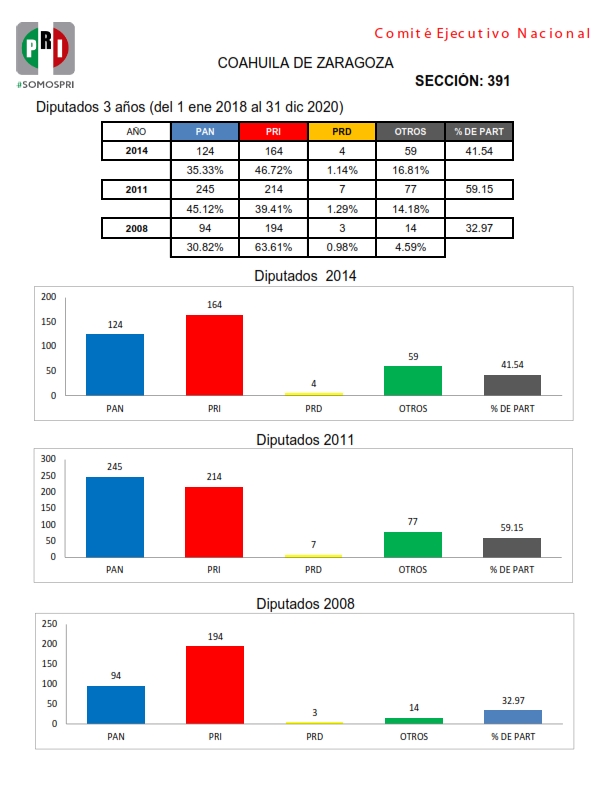 Comité Ejecutivo Nacional
PRI
#SOMOSPRI
COAHUILA DE ZARAGOZA
SECCIÓN: 391
Diputados 3 años (del 1 ene 2018 al 31 dic 2020)
AÑO PAN PRI PRD OTROS % DE PART
2014 124 164 4 59 41.54
35.33% 46.72% 1.14% 16.81%
2011 245 214 7 77 59.15
45.12% 39.41% 1.29% 14.18%
2008 94 194 3 14 32.97
30.82% 63.61% 0.98% 4.59%
Diputados 2014
200
150
100
50
0
124 164 4 59 41.54
PAN PRI PRD OTROS % DE PART
Diputados 2011
300
250
200
150
100
50
0
245 214 7 77 59.15
PAN PRI PRD OTROS % DE PART
Diputados 2008
250
200
150
100
50
0
94 194 3 14 32.97
PAN PRI PRD OTROS % DE PART